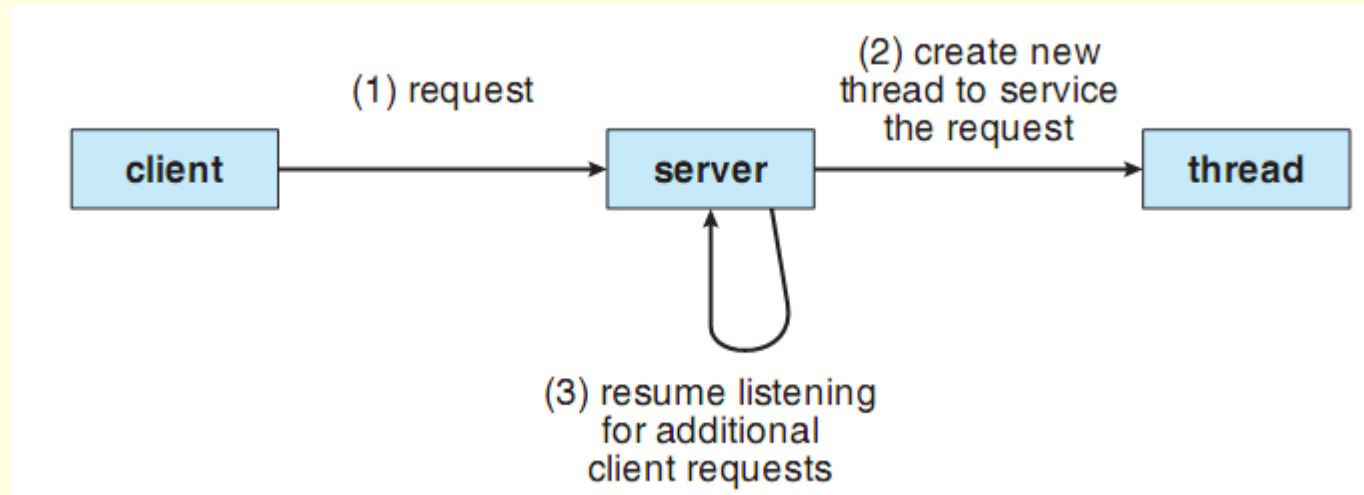 (1) request
(2) create new
thread to service
the request
client
server
thread
(3) resume listening
for additional
client requests